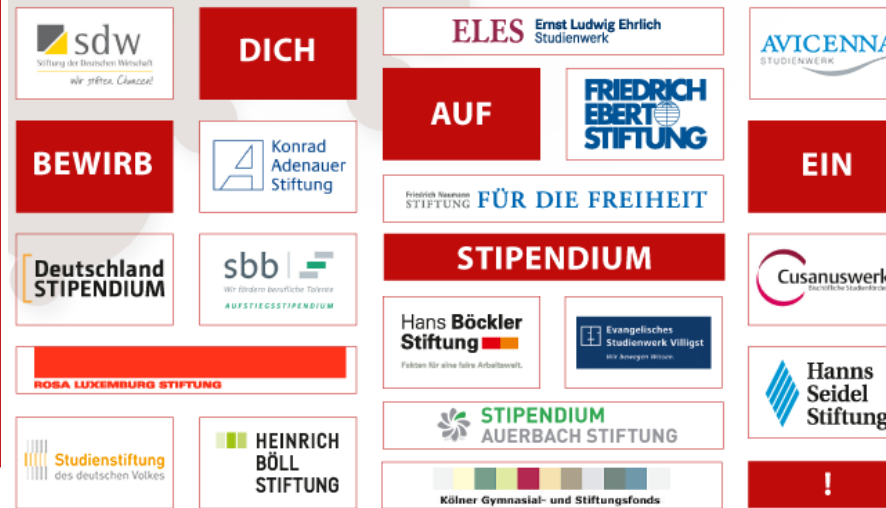 sdw
Stiftung der Deutschen Wirtschaft
Wir stiften Chancen!
DICH
ELES Ernst Ludwig Ehrlich
Studienwerk
AVICENNA
STUDIENWERK
BEWIRB
Konrad
Adenauer
Stiftung
AUF
FRIEDRICH
EBERT
STIFTUNG
EIN
Friedrich Naumann
STIFTUNG FÜR DIE FREIHEIT
Deutschland
STIPENDIUM
sbb
Wir fördern berufliche Talente
AUFSTIEGSSTIPENDIUM
STIPENDIUM
Cusanuswerk
Bischöfliche Studienförde
ROSA LUXEMBURG STIFTUNG
Hans Böckler
Stiftung
Fakten für eine faire Arbeitswelt.
Evangelisches
Studienwerk Villigst
Wir bewegen Wissen.
Hanns
Seidel
Stiftung
Studienstiftung
des deutschen Volkes
HEINRICH
BÖLL
STIFTUNG
STIPENDIUM
AUERBACH STIFTUNG
Kölner Gymnasial- und Stiftungsfonds
!